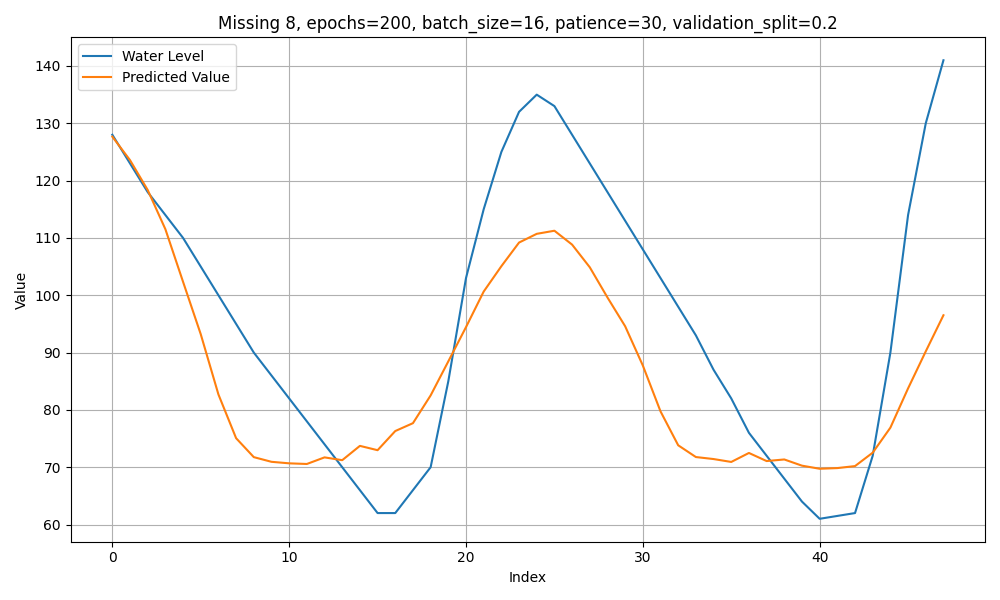 Missing 8, epochs=200, batch_size=16, patience=30, validation_split=0.2
Water Level
Predicted Value
140
130
120
110
100
90
80
70
60
Value
0 10 20 30 40
Index